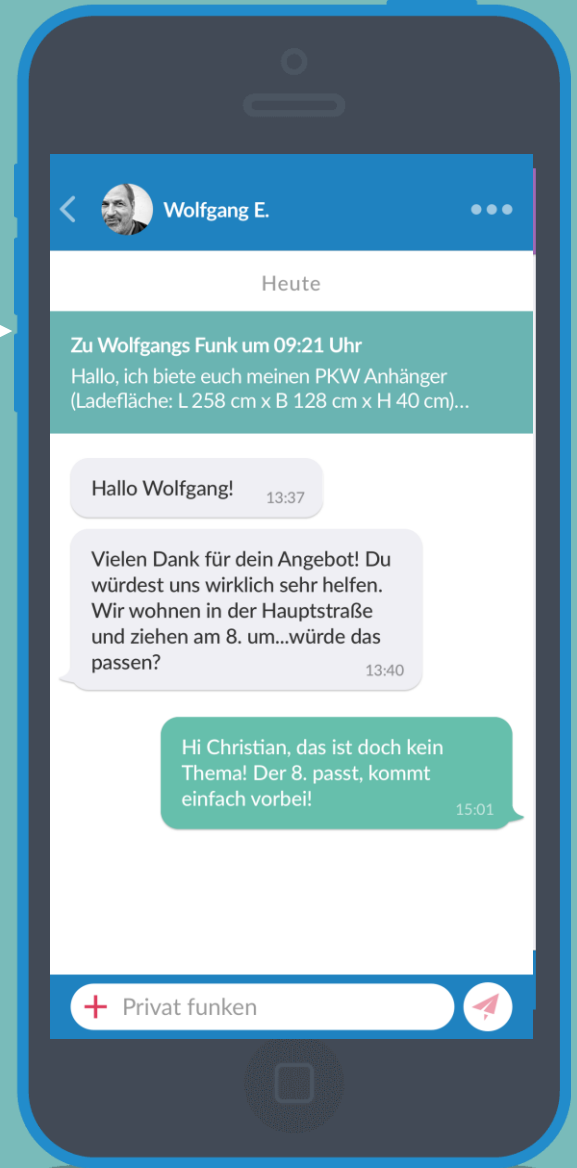 Wolfgang E.
Heute
Zu Wolfgangs Funk um 09:21 Uhr
Hallo, ich biete euch meinen PKW Anhänger
(Ladefläche: L 258 cm x B 128 cm x H 40 cm)...
Hallo Wolfgang!
13:37
Vielen Dank für dein Angebot! Du
würdest uns wirklich sehr helfen.
Wir wohnen in der Hauptstraße
und ziehen am 8. um...würde das
passen?
13:40
Hi Christian, das ist doch kein
Thema! Der 8. passt, kommt
einfach vorbei!
15:01
Privat funken